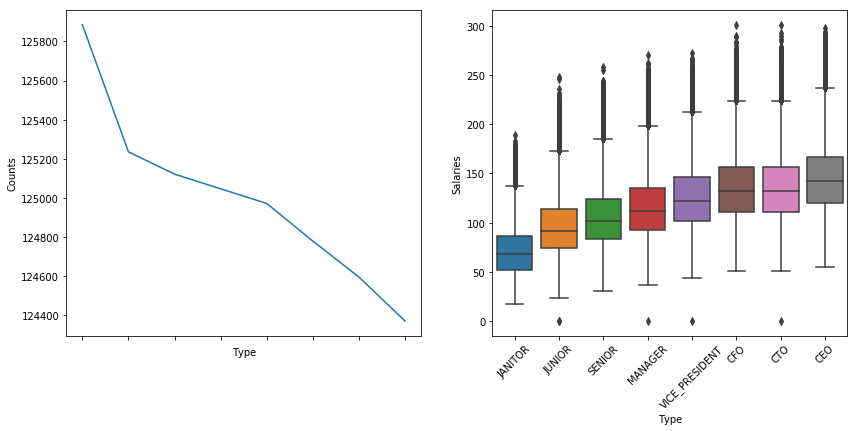 125800
125600
125400
125200
125000
124800
124600
124400
Counts
Type
300
250
200
150
100
50
0
Salaries
JANITOR
JUNIOR
SENIOR
MANAGER
VICE_PRESIDENT
CFO
CTO
CEO
Type